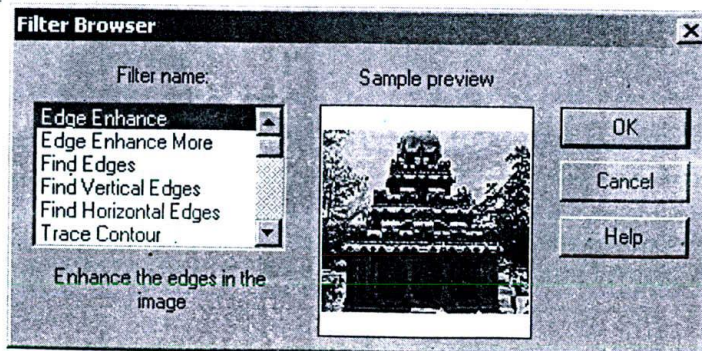 Filter Browser
Filter name:
Edge Enhance
Edge Enhance More
Find Edges
Find Vertical Edges
Find Horizontal Edges
Trace Contour
Enhance the edges in the
image
Sample preview
OK
Cancel
Help